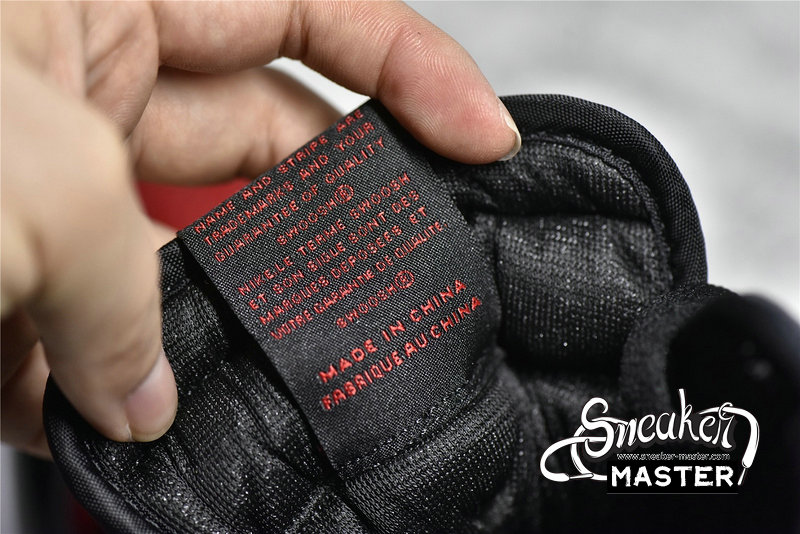 NAME AND STRIPE ARE
TRADEMARKS AND YOUR
GUARANTEE OF QUALITY
SWOOSH®
NIKE LE TERME SWOOSH
ET SON SIGLE SONT DES
MARQUES DEPOSEES ET
VOTRE GARANTIE DE QUALITE
SWOOSH®
MADE IN CHINA
FABRIQUE AU CHINA
Sneaker
www.sneaker-master.com
MASTER